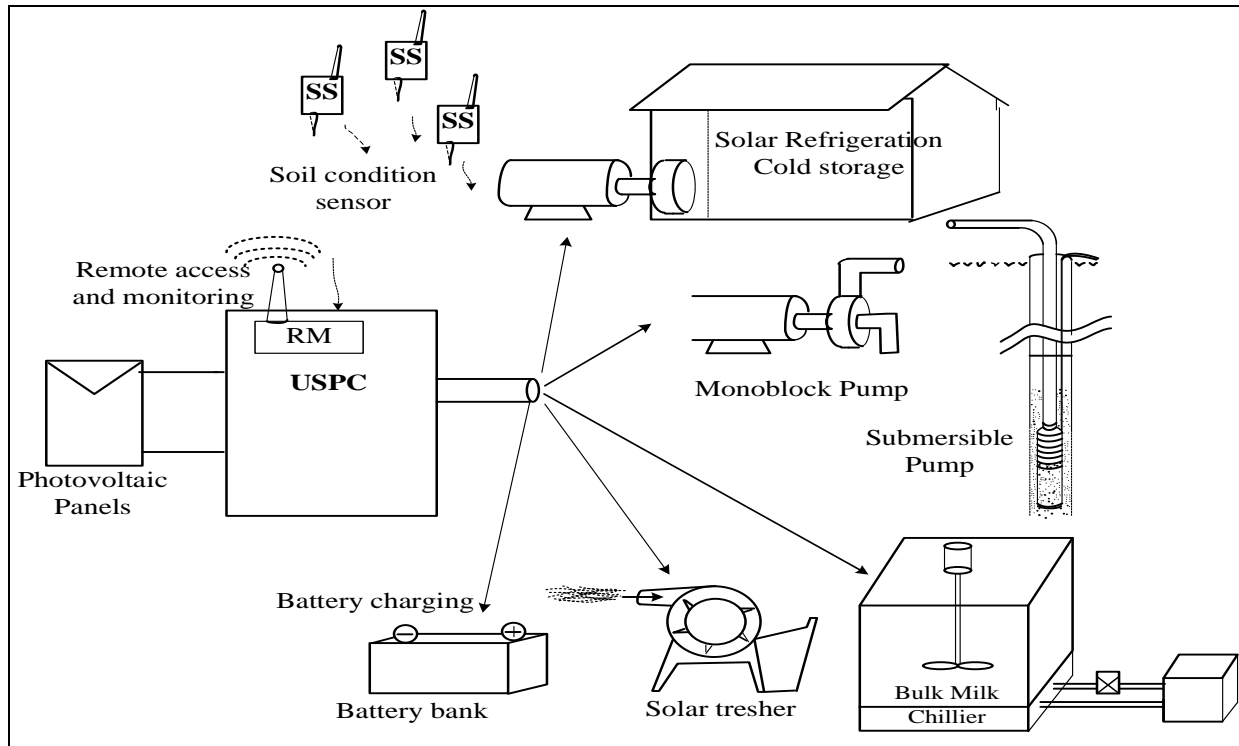 SS
SS
SS
Soil condition
sensor
Solar Refrigeration
Cold storage
Remote access
and monitoring
RM
USPC
Photovoltaic
Panels
Monoblock Pump
Submersible
Pump
Battery charging
Battery bank
Solar tresher
Bulk Milk
Chillier